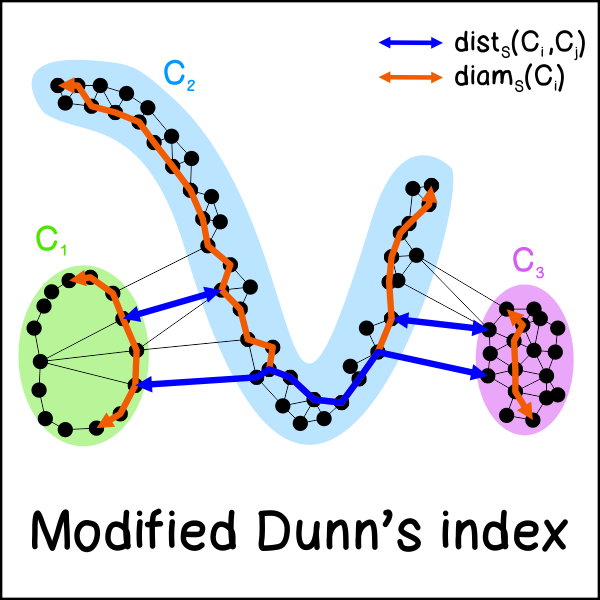 dist_S(C_i,C_j)
diam_S(C_i)
C_2
C_1
C_3
Modified Dunn's index